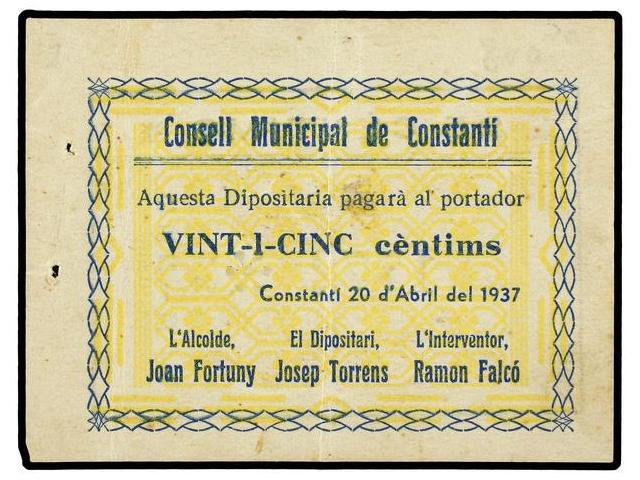 Consell Municipal de Constantí
Aquesta Dipositaria pagarà al portador
VINT-I-CINC cèntims
Constantí 20 d'Abril del 1937
L'Alcolde, El Dipositari, L'Interventor,
Joan Fortuny Josep Torrens Ramon Falcó